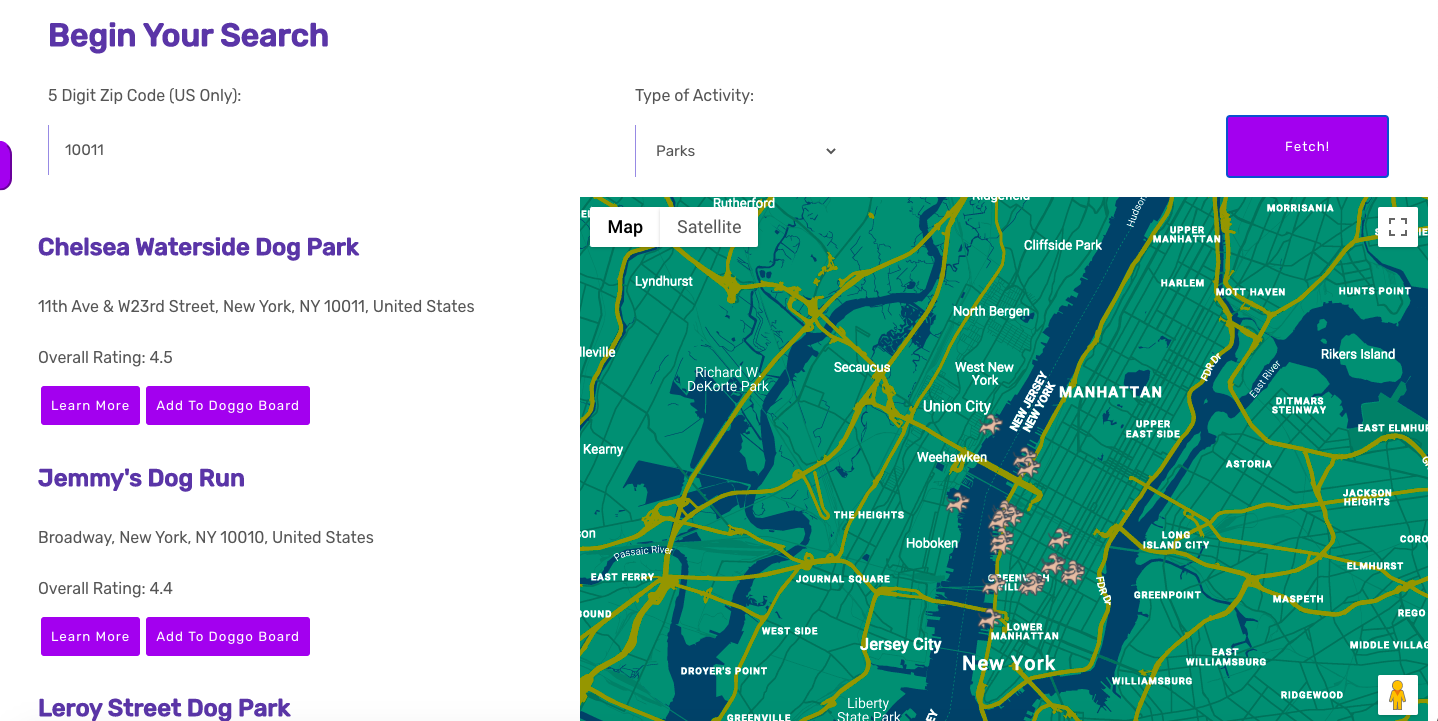 Begin Your Search
5 Digit Zip Code (US Only):
Type of Activity:
10011
Parks
Fetch!
Chelsea Waterside Dog Park
11th Ave & W23rd Street, New York, NY 10011, United States
Overall Rating: 4.5
Learn More
Add To Doggo Board
Jemmy's Dog Run
Broadway, New York, NY 10010, United States
Overall Rating: 4.4
Learn More
Add To Doggo Board
Leroy Street Dog Park
Map
Satellite
Rutherford
Hudson
MORRISANIA
UPPER
MANHATTAN
Cliffside Park
Lyndhurst
HARLEM
MOTT HAVEN
HUNTS POINT
North Bergen
lleville
Rikers Island
Secaucus
FDR Dr
East River
Richard W.
DeKorte Park
West New
York
NEW JERSEY
NEW YORK
MANHATTAN
Union City
DITMARS
STEINWAY
UPPER
EAST SIDE
EAST ELMHUR
Kearny
Weehawken
ASTORIA
JACKSON
HEIGHTS
THE HEIGHTS
son
Hoboken
LONG
ISLAND CITY
CORO
Passaic River
EAST FERRY
JOURNAL SQUARE
ELMHURST
FDR Dr
GREENPOINT
MASPETH
OUND
REGO
WEST SIDE
LOWER
MANHATTAN
Jersey City
MIDDLE VILLAG
New York
EAST
WILLIAMSBURG
DROYER'S POINT
WILLIAMSBURG
RIDGEWOOD
Liberty
State Park
GREENVILLE